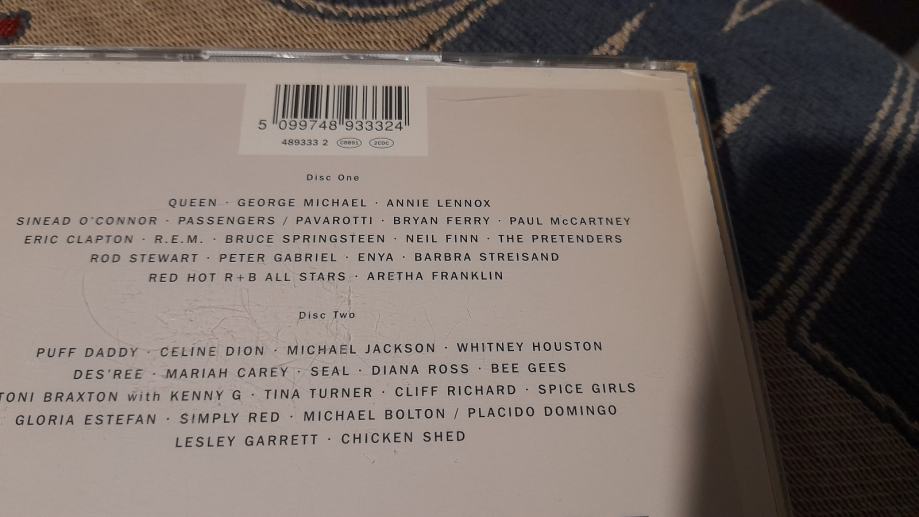 5 099748 933324
489333 2 CB801 2CDC
Disc One
QUEEN · GEORGE MICHAEL · ANNIE LENNOX
SINEAD O'CONNOR · PASSENGERS / PAVAROTTI · BRYAN FERRY · PAUL McCARTNEY
ERIC CLAPTON · R.E.M. · BRUCE SPRINGSTEEN · NEIL FINN · THE PRETENDERS
ROD STEWART · PETER GABRIEL · ENYA · BARBRA STREISAND
RED HOT R+B ALL STARS · ARETHA FRANKLIN
Disc Two
PUFF DADDY · CELINE DION · MICHAEL JACKSON · WHITNEY HOUSTON
DES'REE · MARIAH CAREY · SEAL · DIANA ROSS · BEE GEES
TONI BRAXTON with KENNY G · TINA TURNER · CLIFF RICHARD · SPICE GIRLS
GLORIA ESTEFAN · SIMPLY RED · MICHAEL BOLTON / PLACIDO DOMINGO
LESLEY GARRETT · CHICKEN SHED